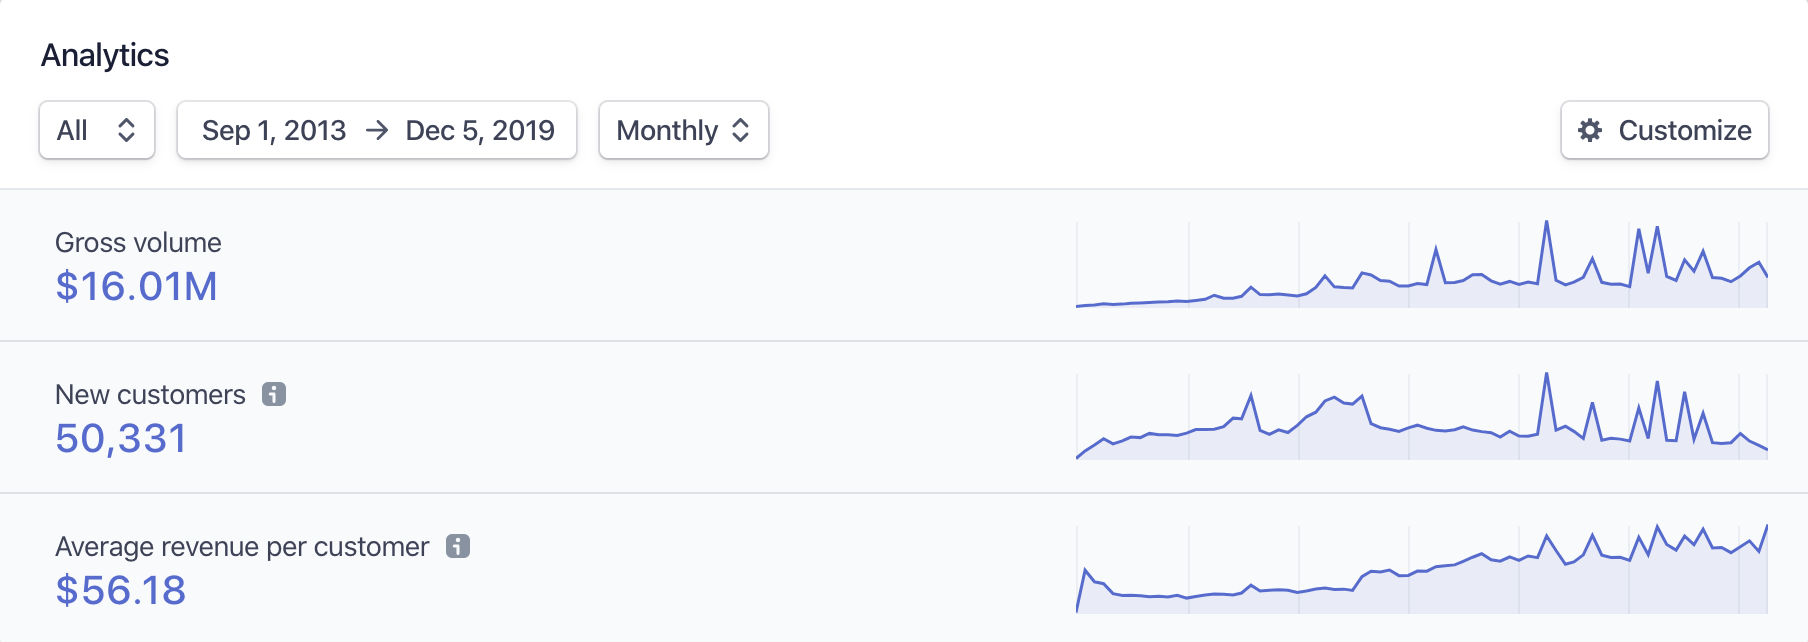 Analytics
All
Sep 1, 2013 → Dec 5, 2019
Monthly
Customize
Gross volume
$16.01M
New customers
50,331
Average revenue per customer
$56.18